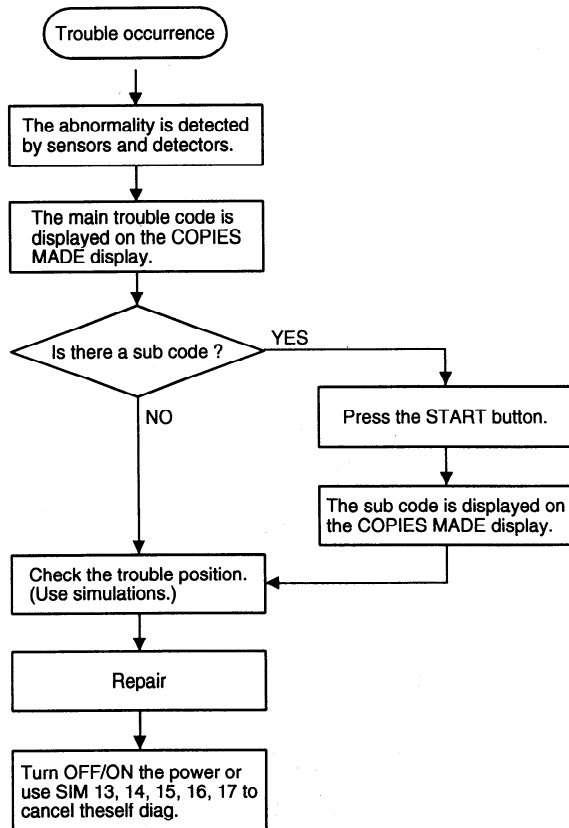 Trouble occurrence
The abnormality is detected
by sensors and detectors.
The main trouble code is
displayed on the COPIES
MADE display.
Is there a sub code ?
YES
NO
Press the START button.
The sub code is displayed on
the COPIES MADE display.
Check the trouble position.
(Use simulations.)
Repair
Turn OFF/ON the power or
use SIM 13, 14, 15, 16, 17 to
cancel theself diag.